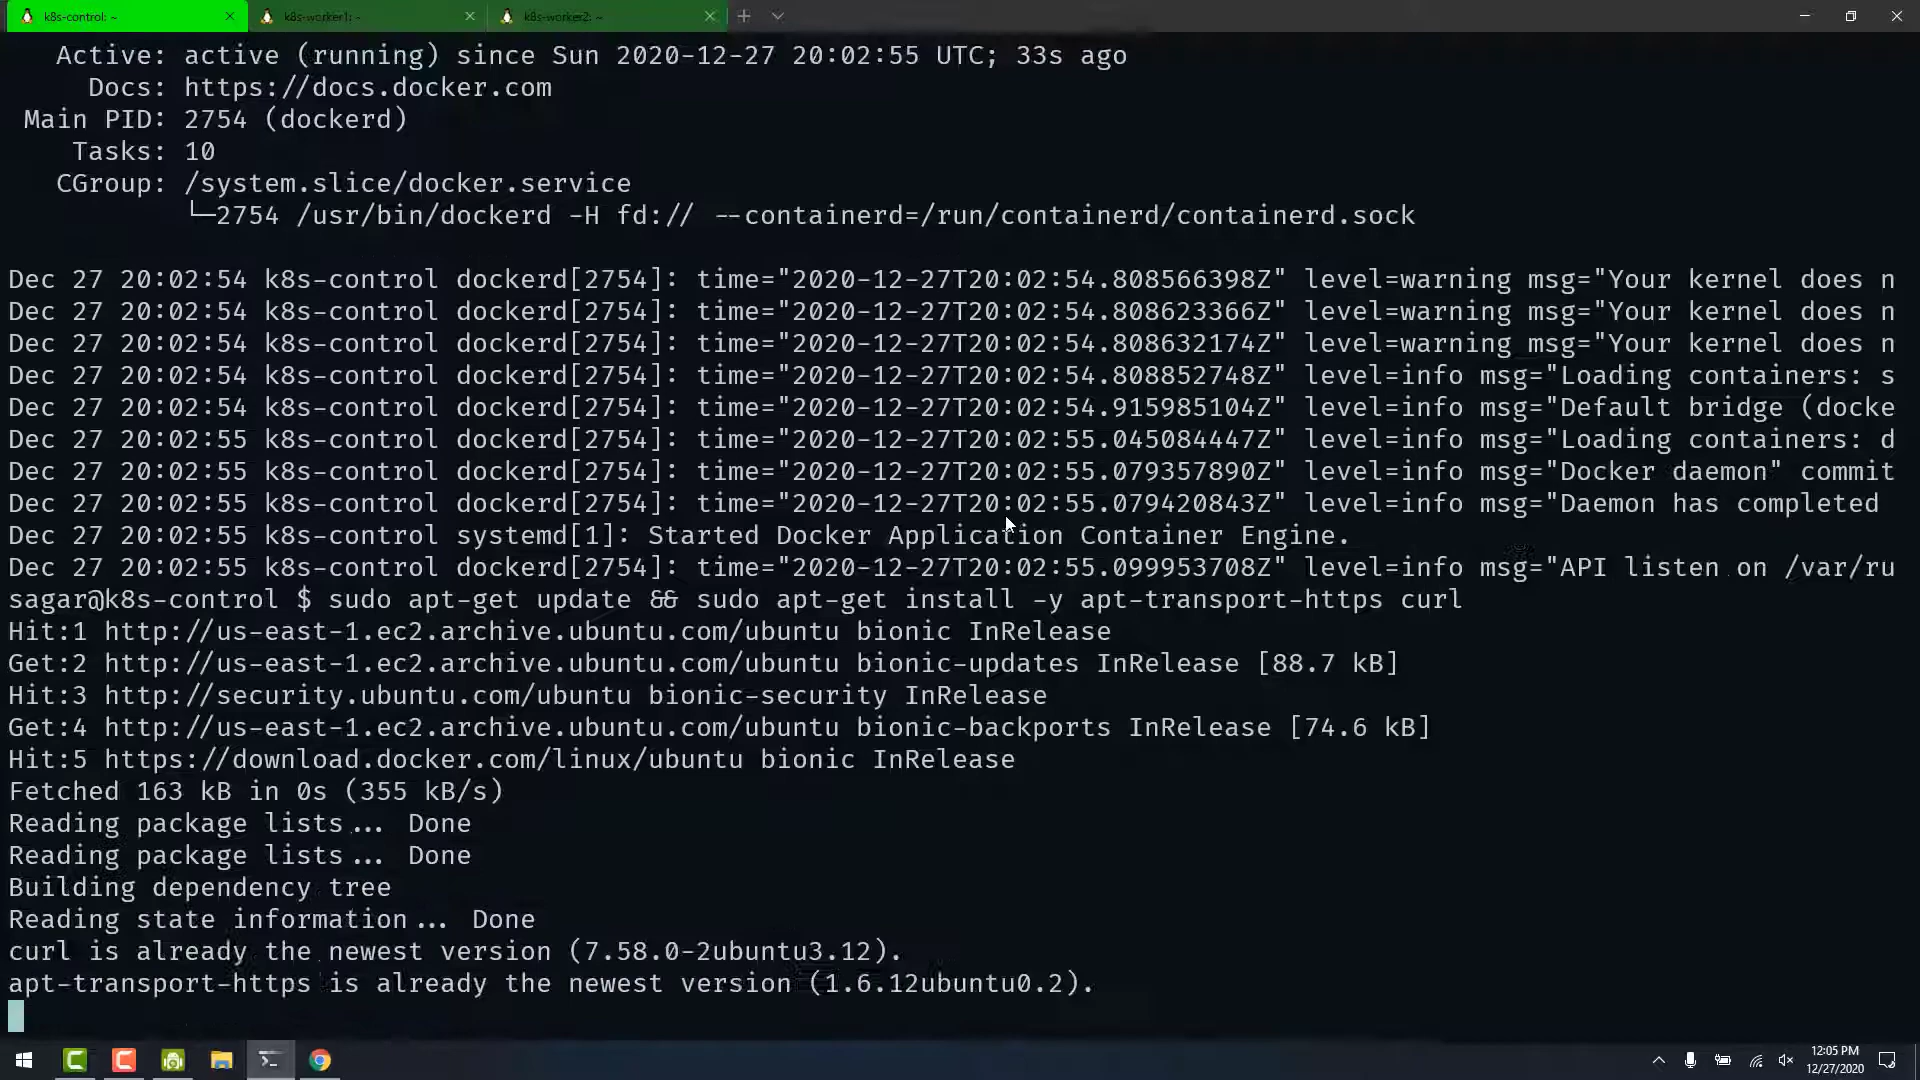 k8s-control: ~
k8s-worker1: ~
k8s-worker2: ~
Active: active (running) since Sun 2020-12-27 20:02:55 UTC; 33s ago
Docs: https://docs.docker.com
Main PID: 2754 (dockerd)
Tasks: 10
CGroup: /system.slice/docker.service
└─2754 /usr/bin/dockerd -H fd:// --containerd=/run/containerd/containerd.sock
Dec 27 20:02:54 k8s-control dockerd[2754]: time="2020-12-27T20:02:54.808566398Z" level=warning msg="Your kernel does n
Dec 27 20:02:54 k8s-control dockerd[2754]: time="2020-12-27T20:02:54.808623366Z" level=warning msg="Your kernel does n
Dec 27 20:02:54 k8s-control dockerd[2754]: time="2020-12-27T20:02:54.808632174Z" level=warning msg="Your kernel does n
Dec 27 20:02:54 k8s-control dockerd[2754]: time="2020-12-27T20:02:54.808852748Z" level=info msg="Loading containers: s
Dec 27 20:02:54 k8s-control dockerd[2754]: time="2020-12-27T20:02:54.915985104Z" level=info msg="Default bridge (docke
Dec 27 20:02:55 k8s-control dockerd[2754]: time="2020-12-27T20:02:55.045084447Z" level=info msg="Loading containers: d
Dec 27 20:02:55 k8s-control dockerd[2754]: time="2020-12-27T20:02:55.079357890Z" level=info msg="Docker daemon" commit
Dec 27 20:02:55 k8s-control dockerd[2754]: time="2020-12-27T20:02:55.079420843Z" level=info msg="Daemon has completed
Dec 27 20:02:55 k8s-control systemd[1]: Started Docker Application Container Engine.
Dec 27 20:02:55 k8s-control dockerd[2754]: time="2020-12-27T20:02:55.099953708Z" level=info msg="API listen on /var/ru
sagar@k8s-control $ sudo apt-get update && sudo apt-get install -y apt-transport-https curl
Hit:1 http://us-east-1.ec2.archive.ubuntu.com/ubuntu bionic InRelease
Get:2 http://us-east-1.ec2.archive.ubuntu.com/ubuntu bionic-updates InRelease [88.7 kB]
Hit:3 http://security.ubuntu.com/ubuntu bionic-security InRelease
Get:4 http://us-east-1.ec2.archive.ubuntu.com/ubuntu bionic-backports InRelease [74.6 kB]
Hit:5 https://download.docker.com/linux/ubuntu bionic InRelease
Fetched 163 kB in 0s (355 kB/s)
Reading package lists... Done
Reading package lists... Done
Building dependency tree
Reading state information... Done
curl is already the newest version (7.58.0-2ubuntu3.12).
apt-transport-https is already the newest version (1.6.12ubuntu0.2).
12:05 PM
12/27/2020